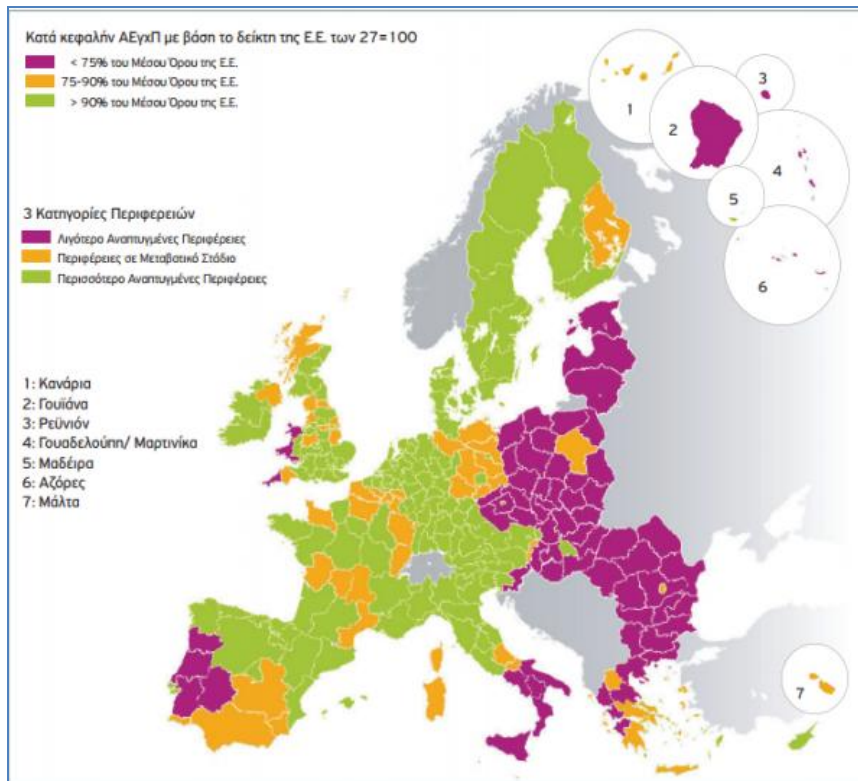 Κατά κεφαλήν ΑΕγχΠ με βάση το δείκτη της Ε.Ε. των 27=100
< 75% του Μέσου Όρου της Ε.Ε.
75-90% του Μέσου Όρου της Ε.Ε.
> 90% του Μέσου Όρου της Ε.Ε.
3 Κατηγορίες Περιφερειών
Λιγότερο Αναπτυγμένες Περιφέρειες
Περιφέρειες σε Μεταβατικό Στάδιο
Περισσότερο Αναπτυγμένες Περιφέρειες
1: Κανάρια
2: Γουϊάνα
3: Ρεϋνιόν
4: Γουαδελούπη/ Μαρτινίκα
5: Μαδέιρα
6: Αζόρες
7: Μάλτα
1
2
3
4
5
6
7